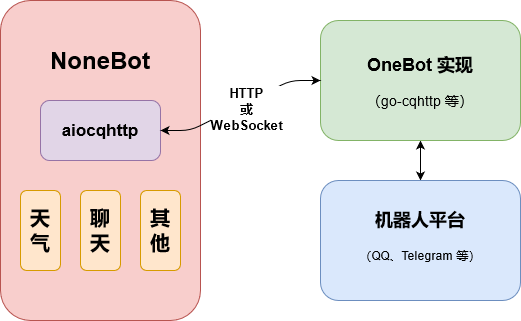 NoneBot
aiocqhttp
天气
聊天
其他
HTTP
或
WebSocket
OneBot 实现
（go-cqhttp 等）
机器人平台
（QQ、Telegram 等）